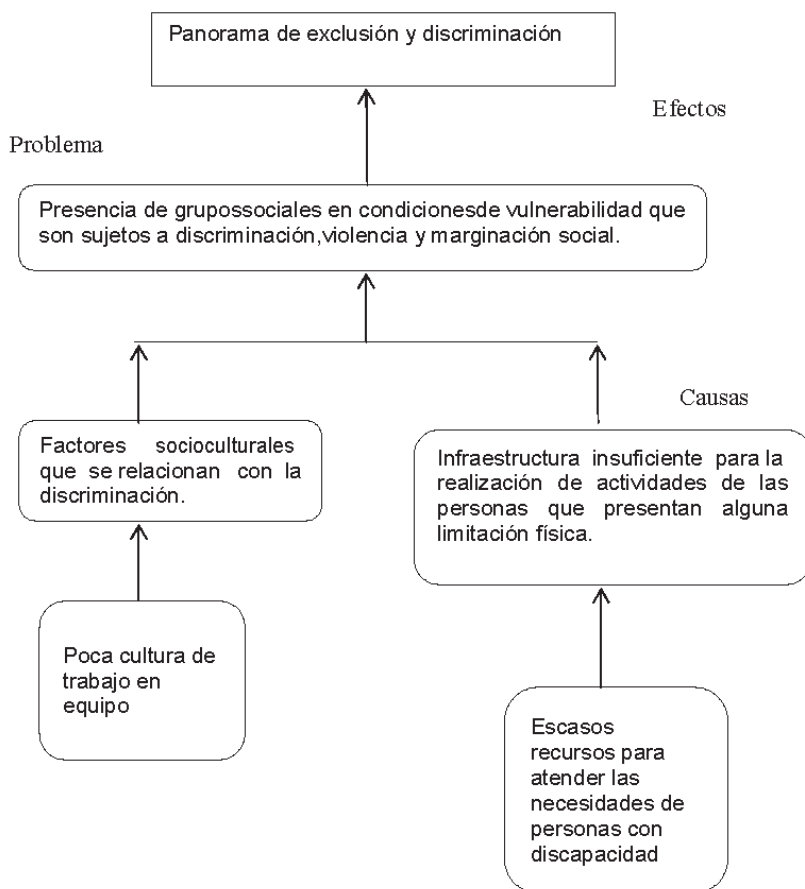 Panorama de exclusión y discriminación
Efectos
Problema
Presencia de grupossociales en condicionesde vulnerabilidad que
son sujetos a discriminación,violencia y marginación social.
Causas
Factores socioculturales
que se relacionan con la
discriminación.
Infraestructura insuficiente para la
realización de actividades de las
personas que presentan alguna
limitación física.
Poca cultura de
trabajo en
equipo
Escasos
recursos para
atender las
necesidades de
personas con
discapacidad